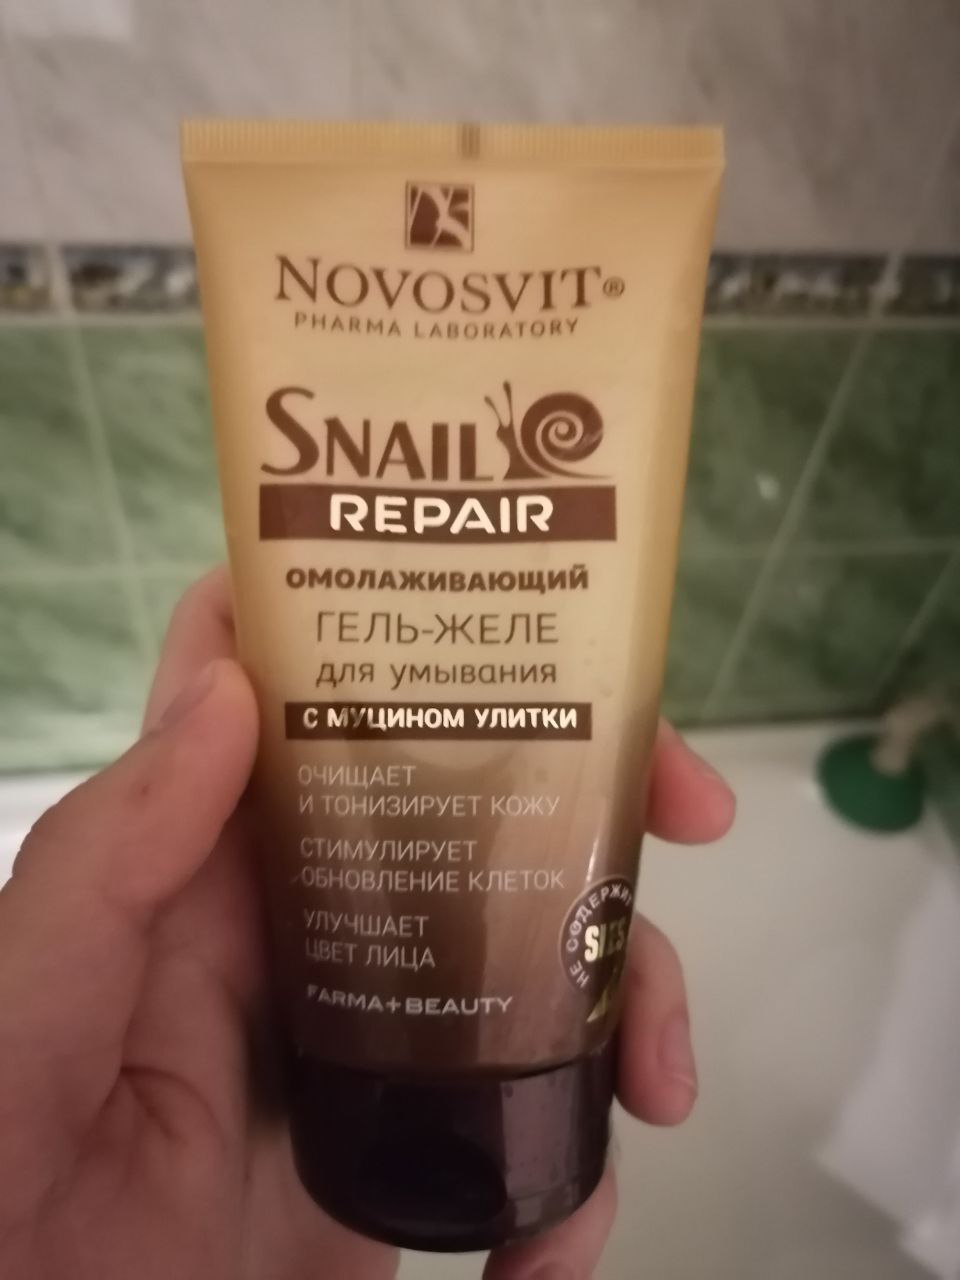 NOVOSVIT®
PHARMA LABORATORY
SNAIL
REPAIR
ОМОЛАЖИВАЮЩИЙ
ГЕЛЬ-ЖЕЛЕ
для умывания
С МУЦИНОМ УЛИТКИ
ОЧИЩАЕТ
И ТОНИЗИРУЕТ КОЖУ
СТИМУЛИРУЕТ
ОБНОВЛЕНИЕ КЛЕТОК
УЛУЧШАЕТ
ЦВЕТ ЛИЦА
НЕ СОДЕРЖИТ
SLES
FARMA+BEAUTY